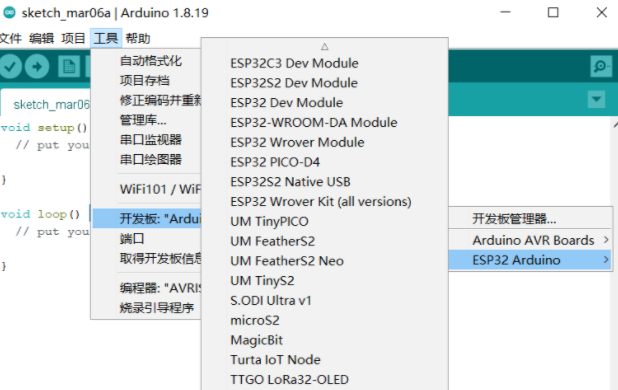 sketch_mar06a | Arduino 1.8.19
文件 编辑 项目 工具 帮助
sketch_mar06
void setup()
// put you
}
void loop()
// put you
}
自动格式化
项目存档
修正编码并重新
管理库...
串口监视器
串口绘图器
WiFi101 / WiF
开发板: "Ardui
端口
取得开发板信息
编程器: "AVRIS
烧录引导程序
ESP32C3 Dev Module
ESP32S2 Dev Module
ESP32 Dev Module
ESP32-WROOM-DA Module
ESP32 Wrover Module
ESP32 PICO-D4
ESP32S2 Native USB
ESP32 Wrover Kit (all versions)
UM TinyPICO
UM FeatherS2
UM FeatherS2 Neo
UM TinyS2
S.ODI Ultra v1
microS2
MagicBit
Turta IoT Node
TTGO LoRa32-OLED
开发板管理器...
Arduino AVR Boards
ESP32 Arduino